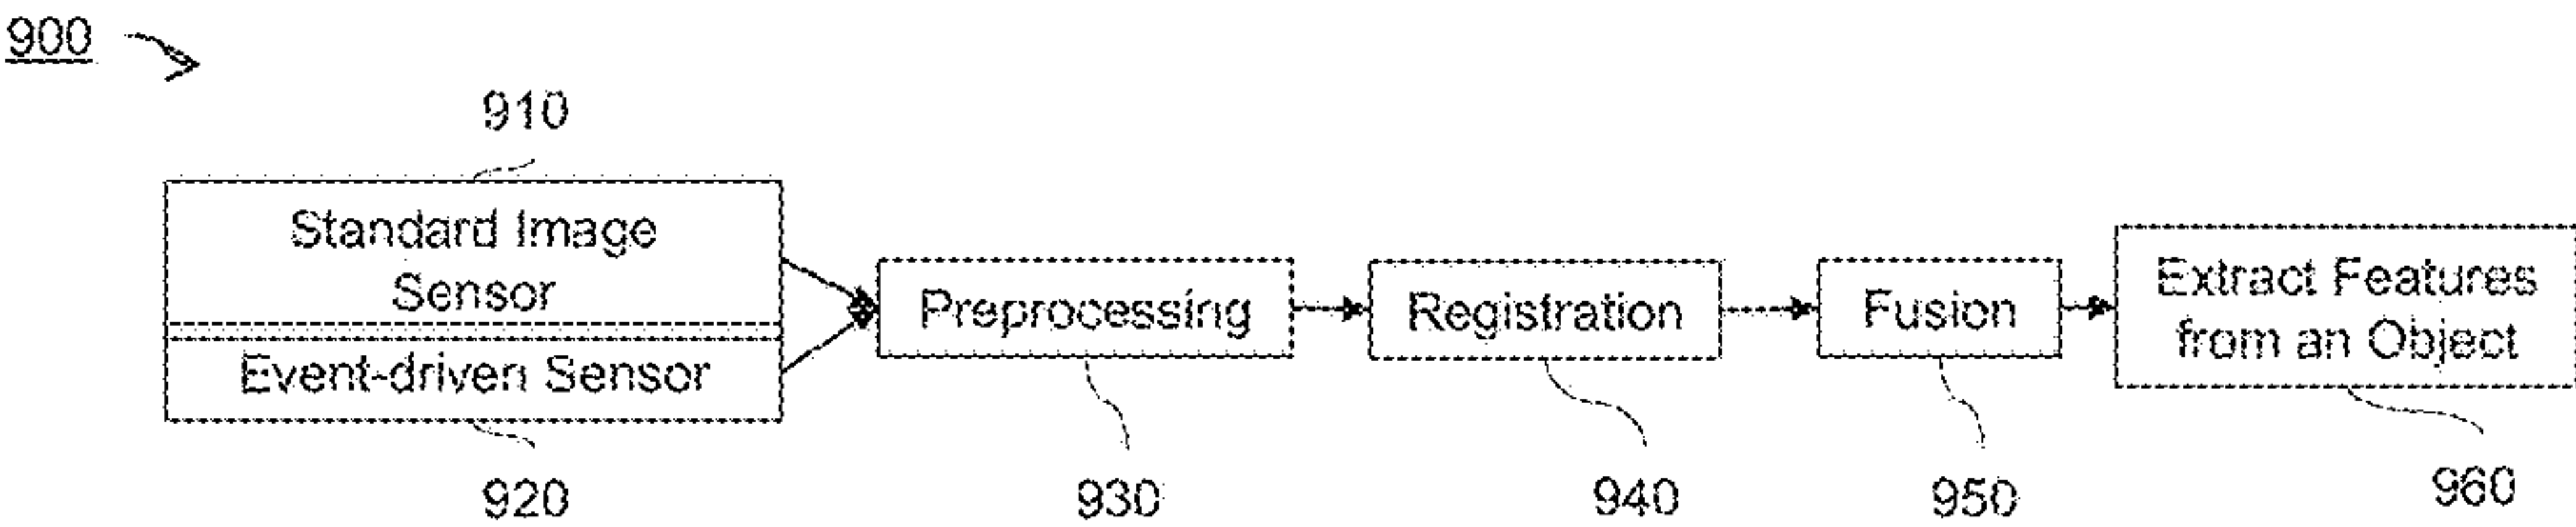 900
910
Standard Image
Sensor
Event-driven Sensor
920
Preprocessing
930
Registration
940
Fusion
950
Extract Features
from an Object
960